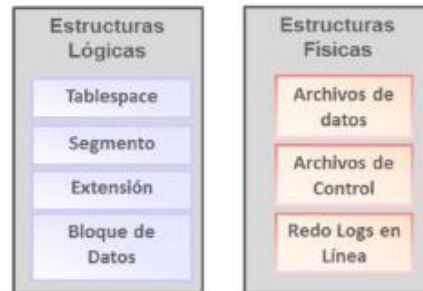 Estructuras
Lógicas
Tablespace
Segmento
Extensión
Bloque de
Datos
Estructuras
Físicas
Archivos de
datos
Archivos de
Control
Redo Logs en
Línea